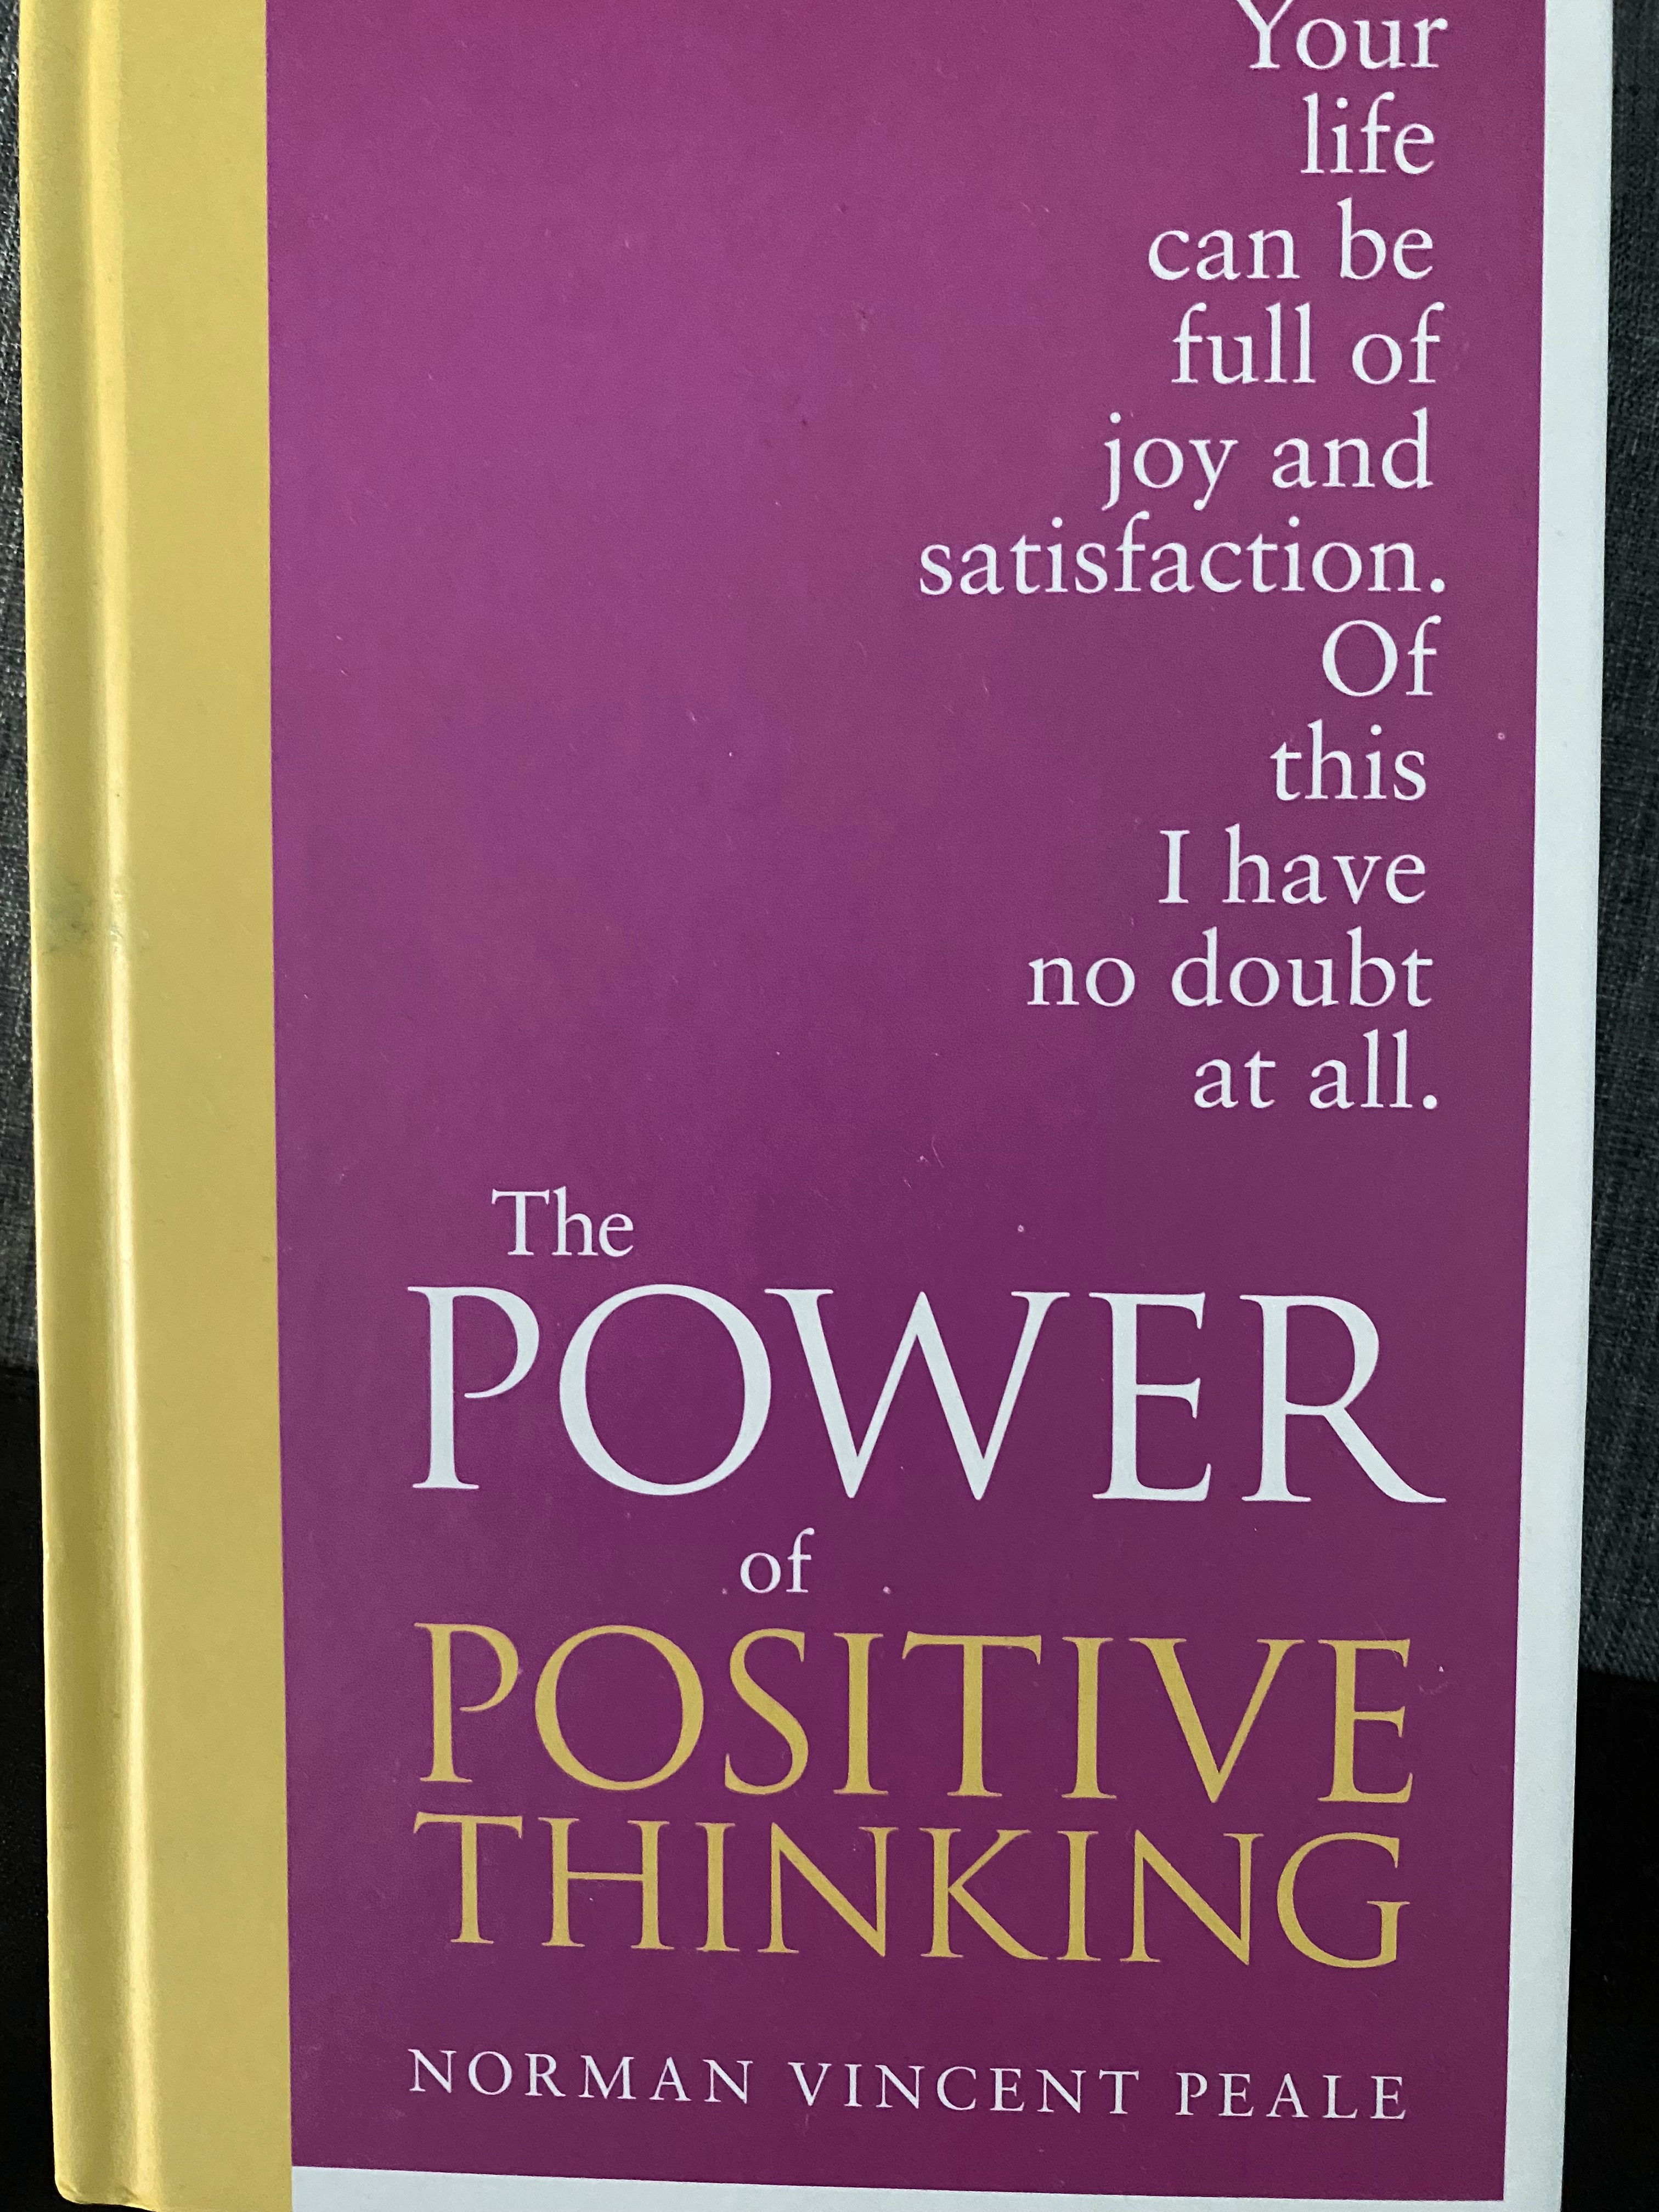 Your
life
can be
full of
joy and
satisfaction.
Of
this
I have
no doubt
at all.
The
POWER
of
POSITIVE
THINKING
NORMAN VINCENT PEALE